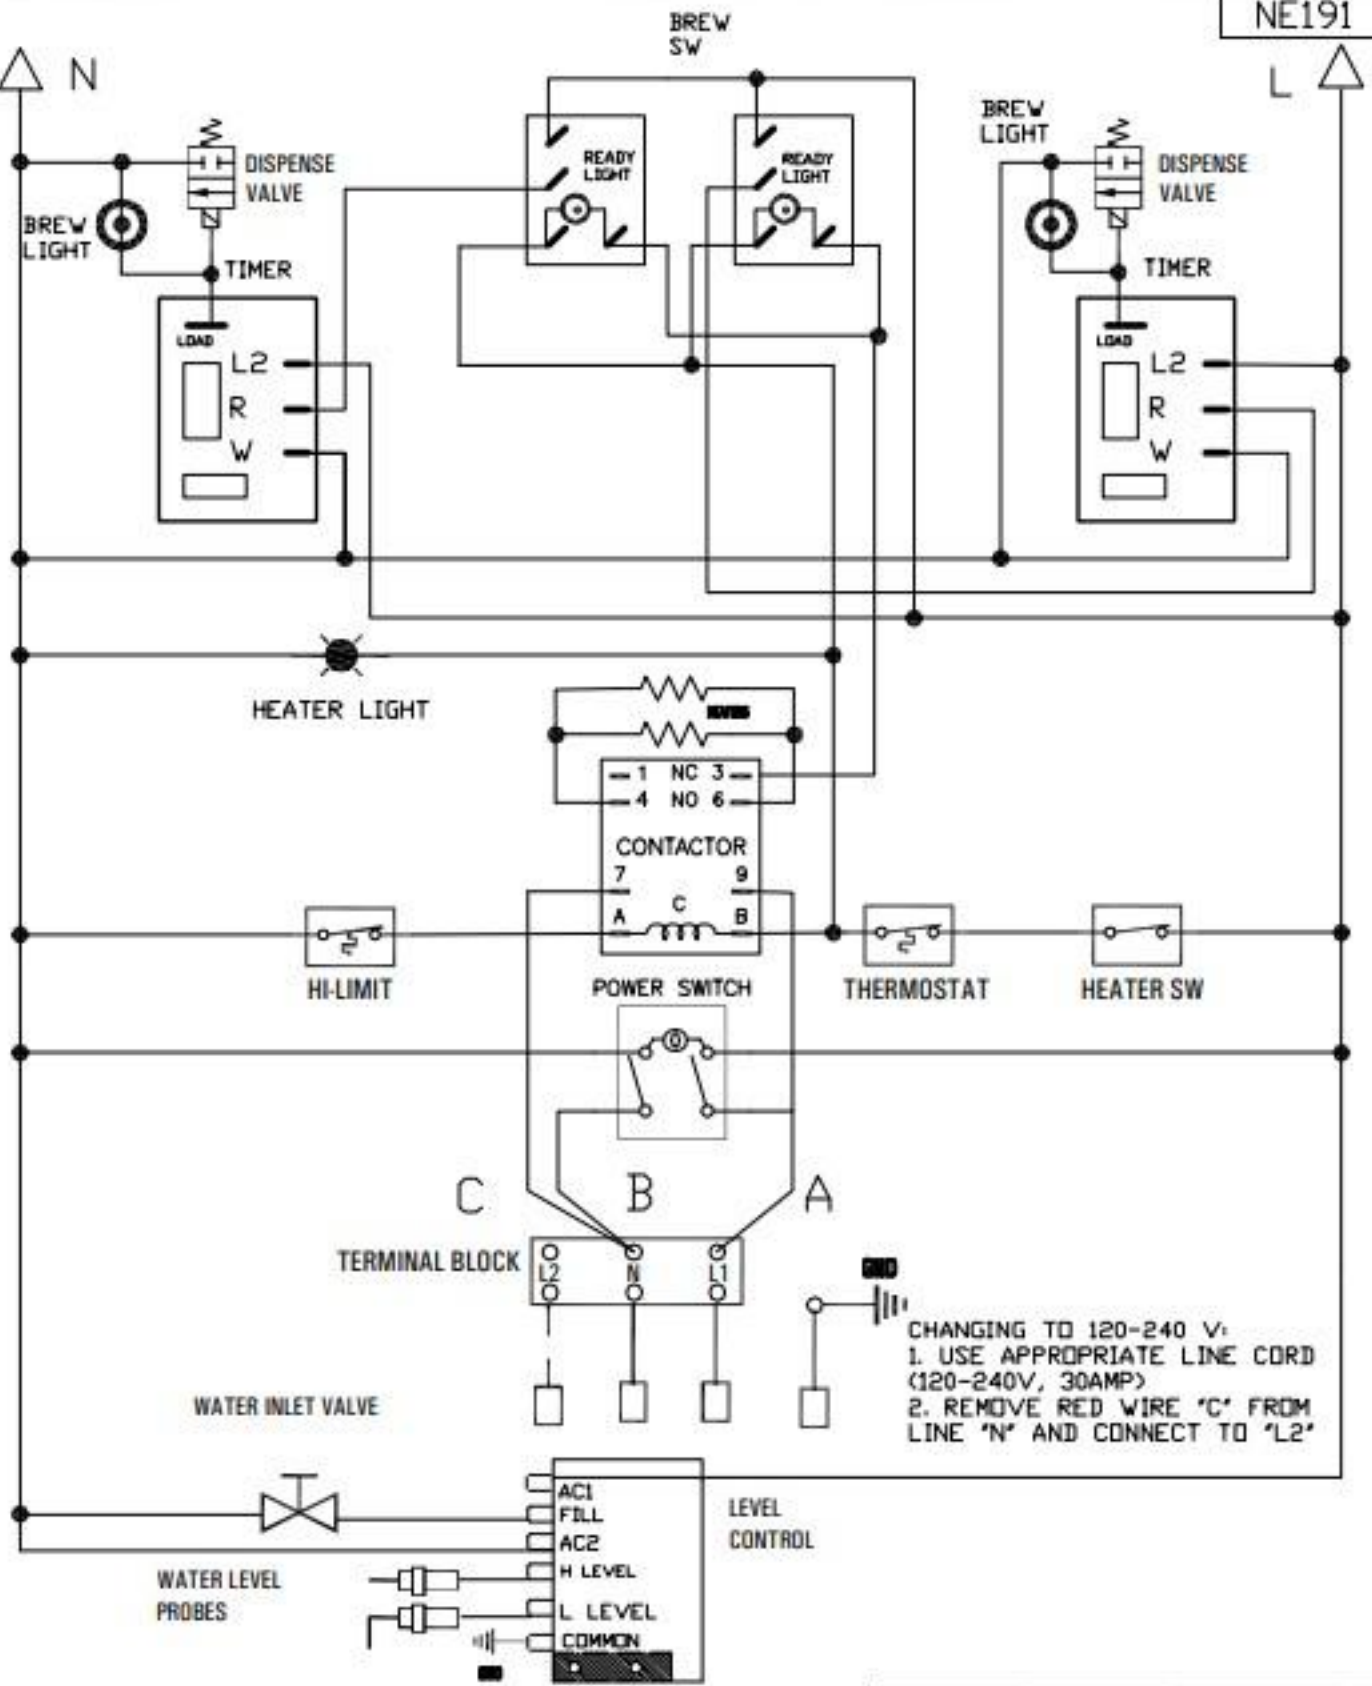 NE191
N
BREW
SW
L
BREW
LIGHT
DISPENSE
VALVE
BREW
LIGHT
TIMER
LOAD
L2
R
W
READY
LIGHT
READY
LIGHT
DISPENSE
VALVE
TIMER
LOAD
L2
R
W
HEATER LIGHT
1 NC 3
4 NO 6
CONTACTOR
7 9
C
A B
HI-LIMIT
THERMOSTAT
HEATER SW
POWER SWITCH
C B A
TERMINAL BLOCK
L2 N L1
GND
CHANGING TO 120-240 V:
1. USE APPROPRIATE LINE CORD
(120-240V, 30AMP)
2. REMOVE RED WIRE "C" FROM
LINE "N" AND CONNECT TO "L2"
WATER INLET VALVE
AC1
FILL
AC2
H LEVEL
L LEVEL
COMMON
LEVEL
CONTROL
WATER LEVEL
PROBES